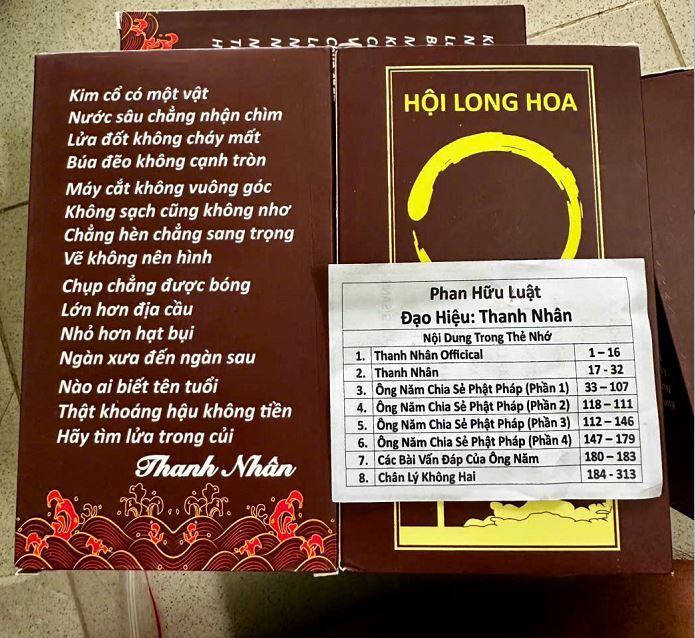 Kim cổ có một vật
Nước sâu chẳng nhận chìm
Lửa đốt không cháy mất
Búa đẽo không cạnh tròn
Máy cắt không vuông góc
Không sạch cũng không nhơ
Chẳng hèn chẳng sang trọng
Vẽ không nên hình
Chụp chẳng được bóng
Lớn hơn địa cầu
Nhỏ hơn hạt bụi
Ngàn xưa đến ngàn sau
Nào ai biết tên tuổi
Thật khoáng hậu không tiền
Hãy tìm lửa trong củi
Thanh Nhân
HỘI LONG HOA
Phan Hữu Luật
Đạo Hiệu: Thanh Nhân
Nội Dung Trong Thẻ Nhớ
1. Thanh Nhân Officical 1 – 16
2. Thanh Nhân 17 - 32
3. Ông Năm Chia Sẻ Phật Pháp (Phần 1) 33 – 107
4. Ông Năm Chia Sẻ Phật Pháp (Phần 2) 118 – 111
5. Ông Năm Chia Sẻ Phật Pháp (Phần 3) 112 – 146
6. Ông Năm Chia Sẻ Phật Pháp (Phần 4) 147 – 179
7. Các Bài Vấn Đáp Của Ông Năm 180 – 183
8. Chân Lý Không Hai 184 - 313